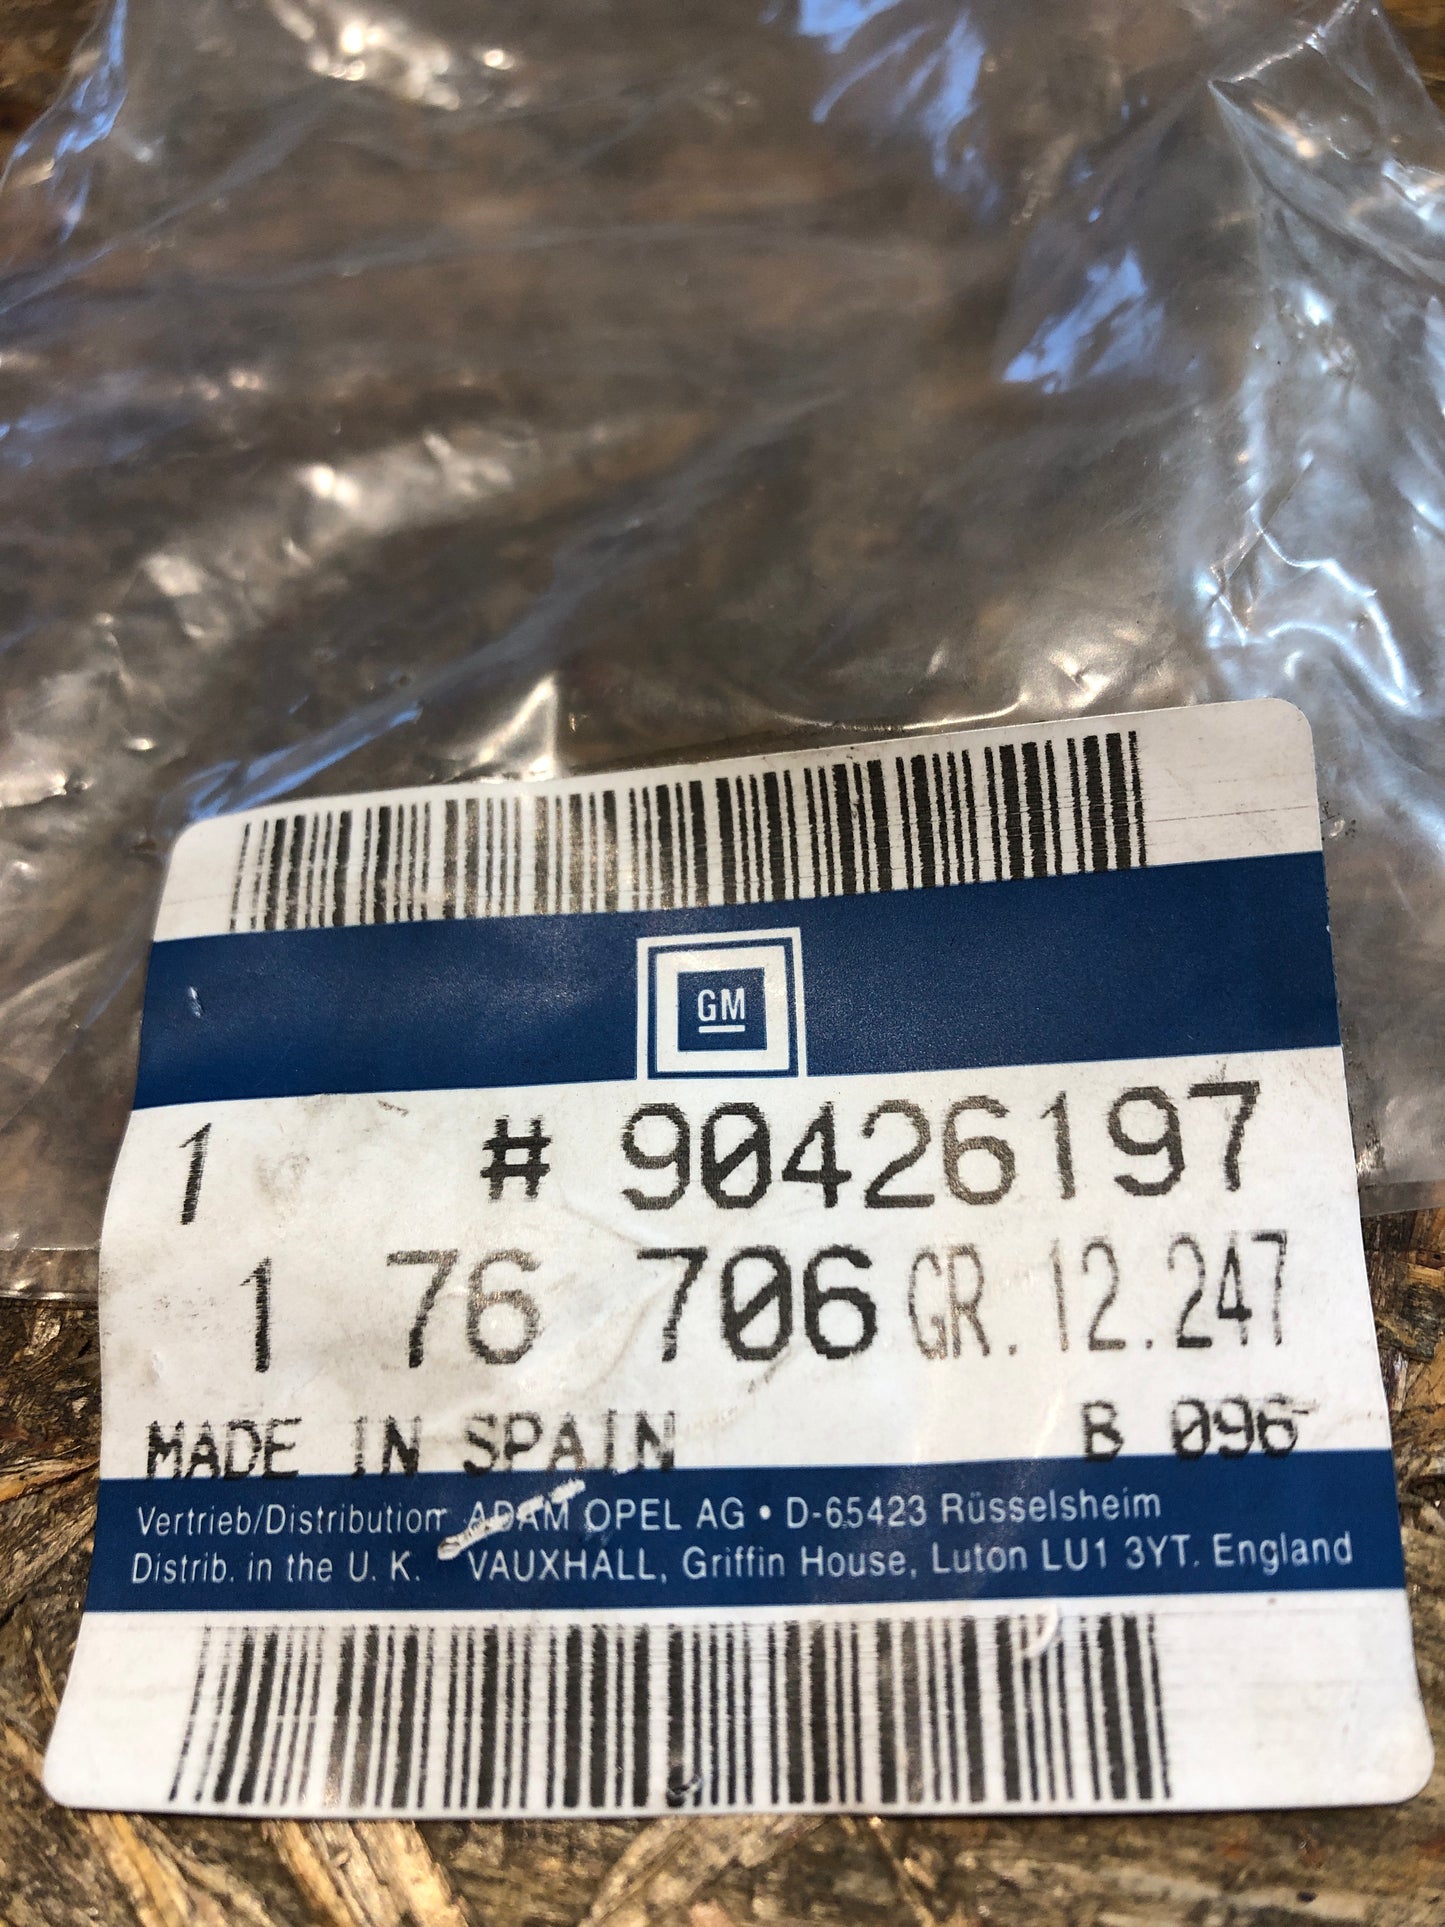 GM
1 # 90426197
1 76 706 GR. 12.247
MADE IN SPAIN B 096
Vertrieb/Distribution ADAM OPEL AG • D-65423 Rüsselsheim
Distrib. in the U. K. VAUXHALL, Griffin House, Luton LU1 3YT. England